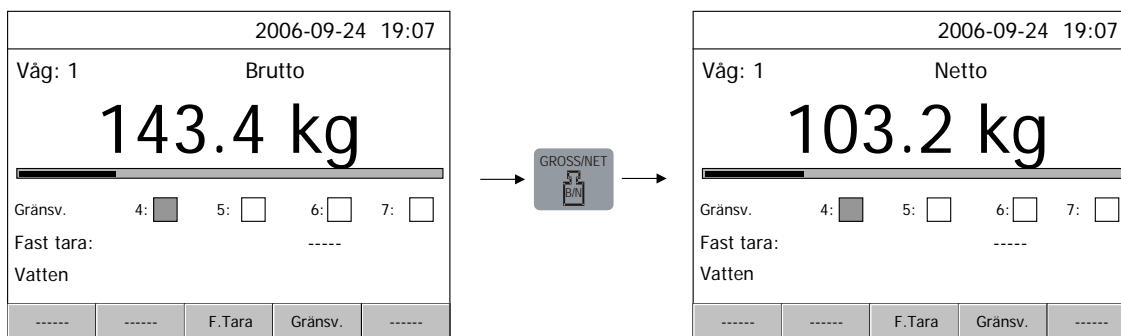 2006-09-24 19:07
Våg: 1 Brutto
143.4 kg
Gränsv. 4: 5: 6: 7:
Fast tara: -----
Vatten
------ ------ F.Tara Gränsv. ------
GROSS/NET
B/N
2006-09-24 19:07
Våg: 1 Netto
103.2 kg
Gränsv. 4: 5: 6: 7:
Fast tara: -----
Vatten
------ ------ F.Tara Gränsv. ------